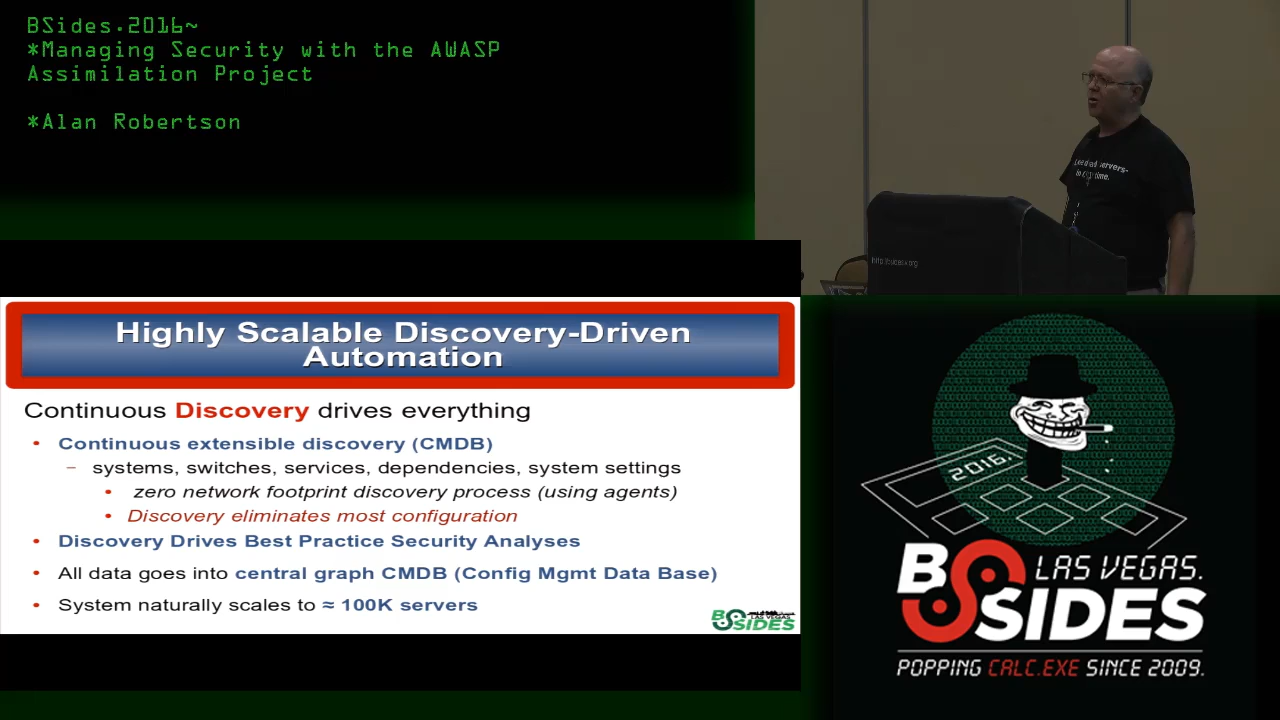 BSides.2016~
*Managing Security with the AWASP
Assimilation Project
*Alan Robertson
Highly Scalable Discovery-Driven
Automation
Continuous Discovery drives everything
• Continuous extensible discovery (CMDB)
– systems, switches, services, dependencies, system settings
• zero network footprint discovery process (using agents)
• Discovery eliminates most configuration
• Discovery Drives Best Practice Security Analyses
• All data goes into central graph CMDB (Config Mgmt Data Base)
• System naturally scales to ≈ 100K servers
BSIDES
LAS VEGAS
2016.
BSIDES
LAS VEGAS.
POPPING CALC.EXE SINCE 2009.